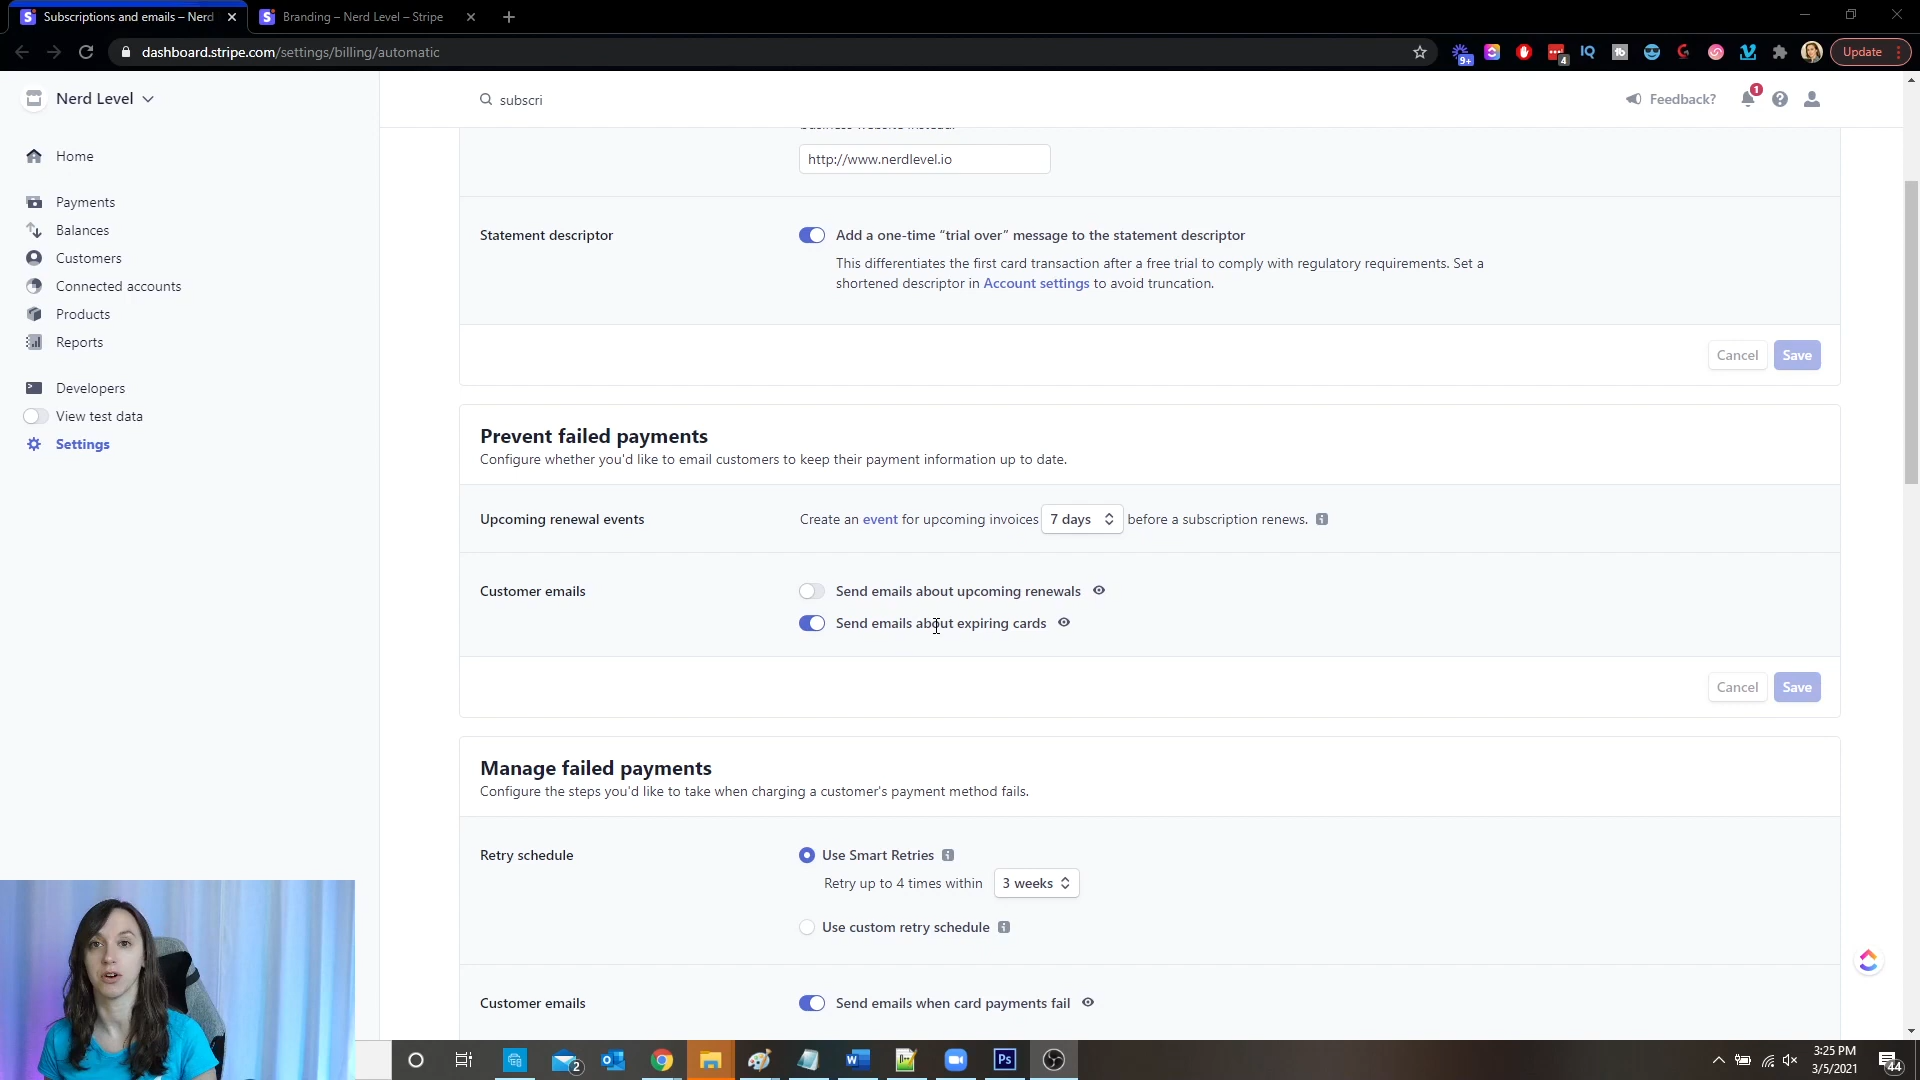 Subscriptions and emails – Nerd
Branding – Nerd Level – Stripe
dashboard.stripe.com/settings/billing/automatic
9+
4
IQ
Update
Nerd Level
subscri
Feedback?
1
Home
Payments
Balances
Customers
Connected accounts
Products
Reports
Developers
View test data
Settings
http://www.nerdlevel.io
Statement descriptor
Add a one-time “trial over” message to the statement descriptor
This differentiates the first card transaction after a free trial to comply with regulatory requirements. Set a
shortened descriptor in Account settings to avoid truncation.
Cancel
Save
Prevent failed payments
Configure whether you'd like to email customers to keep their payment information up to date.
Upcoming renewal events
Create an event for upcoming invoices 7 days before a subscription renews.
Customer emails
Send emails about upcoming renewals
Send emails about expiring cards
Cancel
Save
Manage failed payments
Configure the steps you'd like to take when charging a customer's payment method fails.
Retry schedule
Use Smart Retries
Retry up to 4 times within 3 weeks
Use custom retry schedule
Customer emails
Send emails when card payments fail
2
Ps
3:25 PM
3/5/2021
44